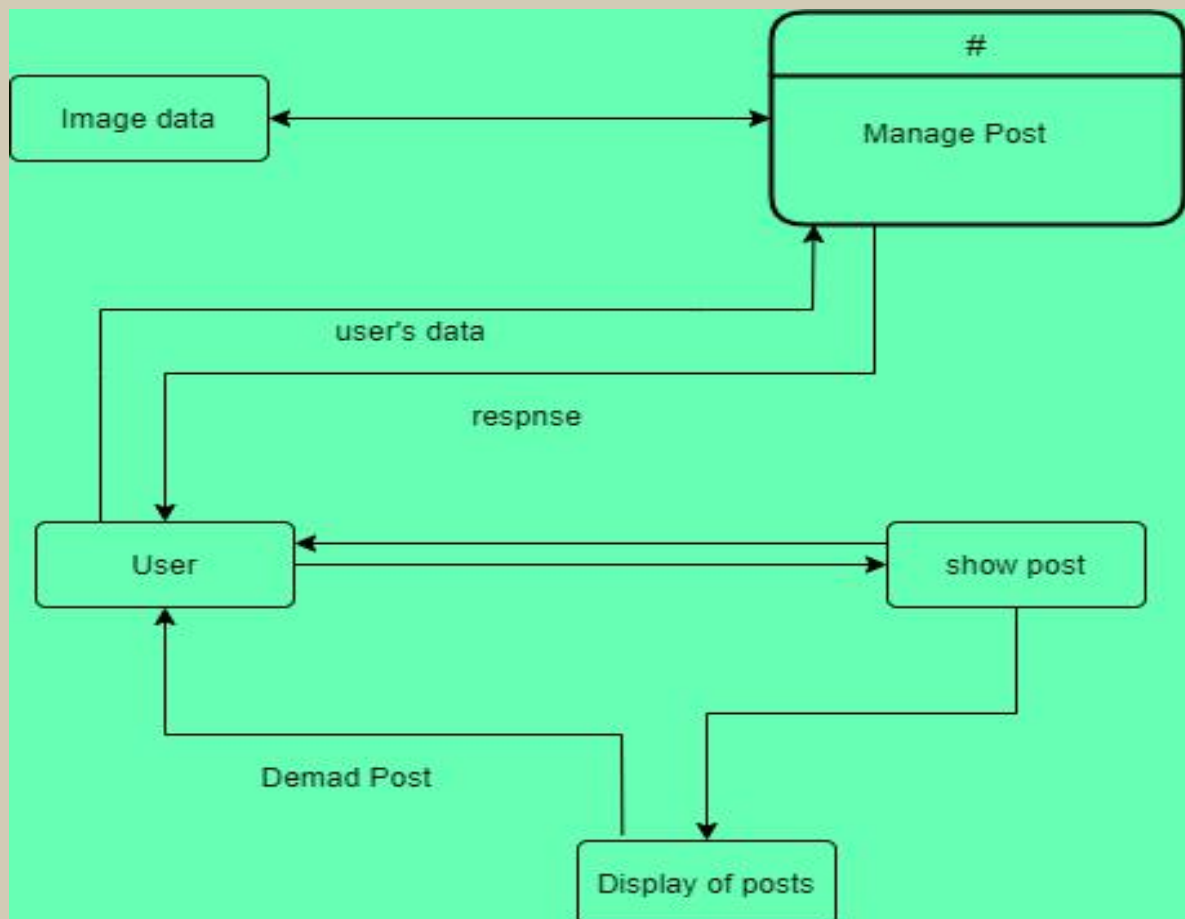 #
Image data
Manage Post
user's data
respnse
User
show post
Demad Post
Display of posts